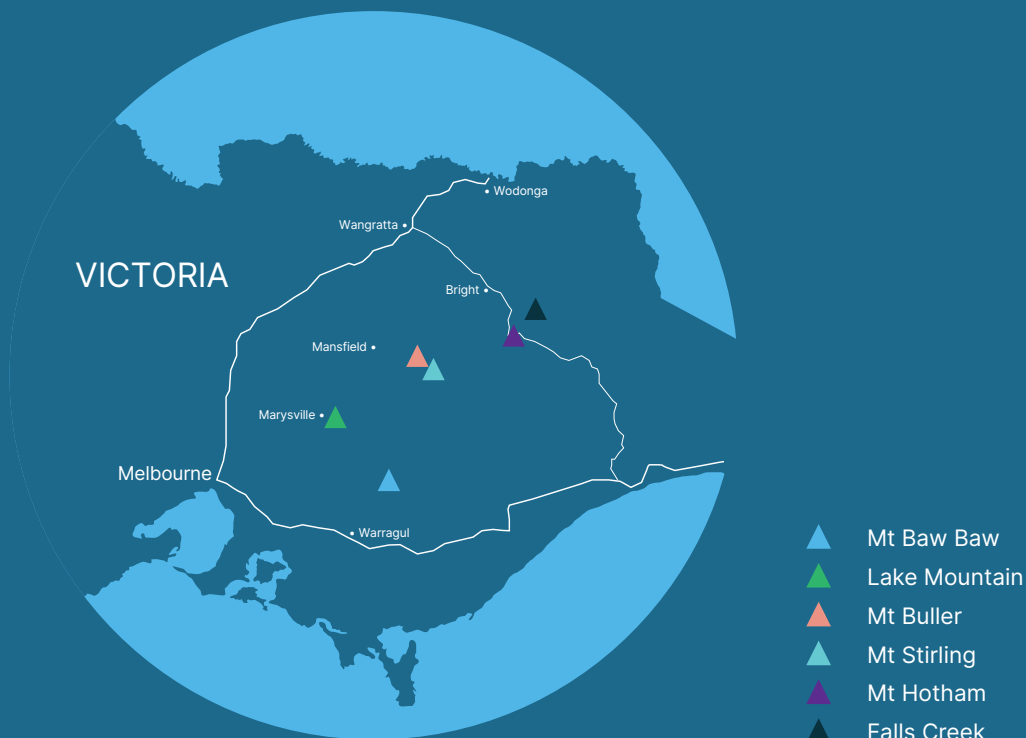 Wodonga
Wangratta
VICTORIA
Bright
Mansfield
Marysville
Melbourne
Warragul
Mt Baw Baw
Lake Mountain
Mt Buller
Mt Stirling
Mt Hotham
Falls Creek